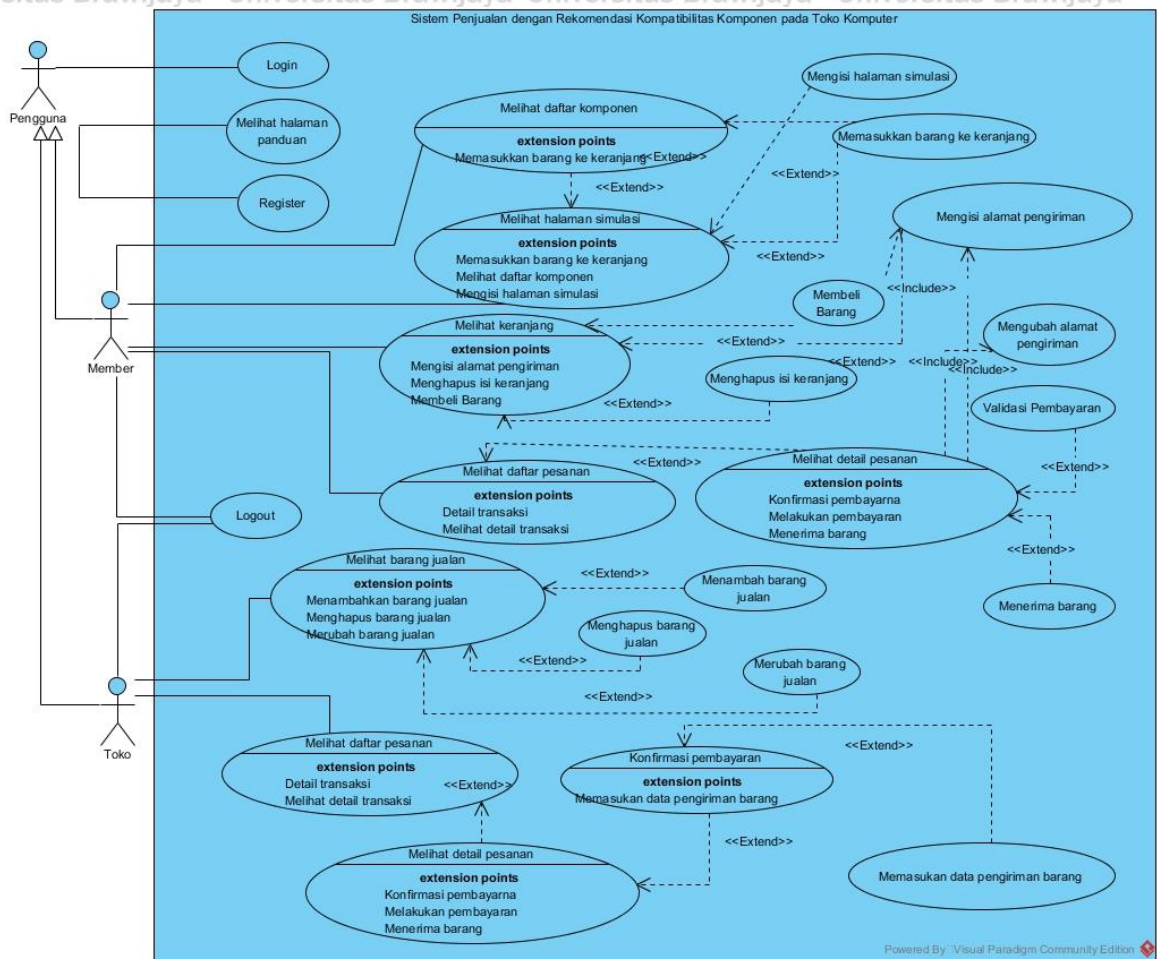 Sistem Penjualan dengan Rekomendasi Kompatibilitas Komponen pada Toko Komputer
Pengguna
Login
Melihat halaman
panduan
Register
Melihat daftar komponen
extension points
Memasukkan barang ke keranjang
<<Extend>>
Mengisi halaman simulasi
Memasukkan barang ke keranjang
<<Extend>>
<<Extend>>
Melihat halaman simulasi
extension points
Memasukkan barang ke keranjang
Melihat daftar komponen
Mengisi halaman simulasi
<<Extend>>
Mengisi alamat pengiriman
Member
Membeli
Barang
<<Include>>
Melihat keranjang
extension points
Mengisi alamat pengiriman
Menghapus isi keranjang
Membeli Barang
<<Extend>>
<<Extend>>
<<Include>>
<<Include>>
Mengubah alamat
pengiriman
Menghapus isi keranjang
<<Extend>>
Validasi Pembayaran
Melihat daftar pesanan
extension points
Detail transaksi
Melihat detail transaksi
<<Extend>>
Melihat detail pesanan
extension points
Konfirmasi pembayarna
Melakukan pembayaran
Menerima barang
<<Extend>>
<<Extend>>
Menerima barang
Logout
Melihat barang jualan
extension points
Menambahkan barang jualan
Menghapus barang jualan
Merubah barang jualan
<<Extend>>
Menambah barang
jualan
Menghapus barang
jualan
<<Extend>>
Merubah barang
jualan
<<Extend>>
Toko
Melihat daftar pesanan
extension points
Detail transaksi
Melihat detail transaksi
<<Extend>>
Konfirmasi pembayaran
extension points
Memasukan data pengiriman barang
<<Extend>>
<<Extend>>
Melihat detail pesanan
extension points
Konfirmasi pembayarna
Melakukan pembayaran
Menerima barang
Memasukan data pengiriman barang
Powered By Visual Paradigm Community Edition